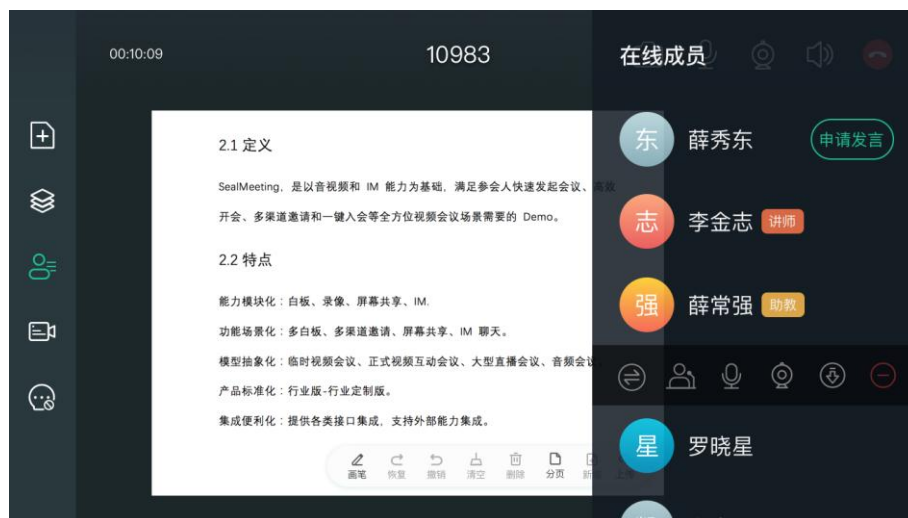 00:10:09
10983
在线成员
2.1 定义
SealMeeting，是以音视频和 IM 能力为基础，满足参会人快速发起会议、高效
开会、多渠道邀请和一键入会等全方位视频会议场景需要的 Demo。
2.2 特点
能力模块化：白板、录像、屏幕共享、IM.
功能场景化：多白板、多渠道邀请、屏幕共享、IM 聊天。
模型抽象化：临时视频会议、正式视频互动会议、大型直播会议、音频会议
产品标准化：行业版-行业定制版。
集成便利化：提供各类接口集成，支持外部能力集成。
画笔 恢复 撤销 清空 删除 分页 新增 上传
东 薛秀东 申请发言
志 李金志 讲师
强 薛常强 助教
星 罗晓星